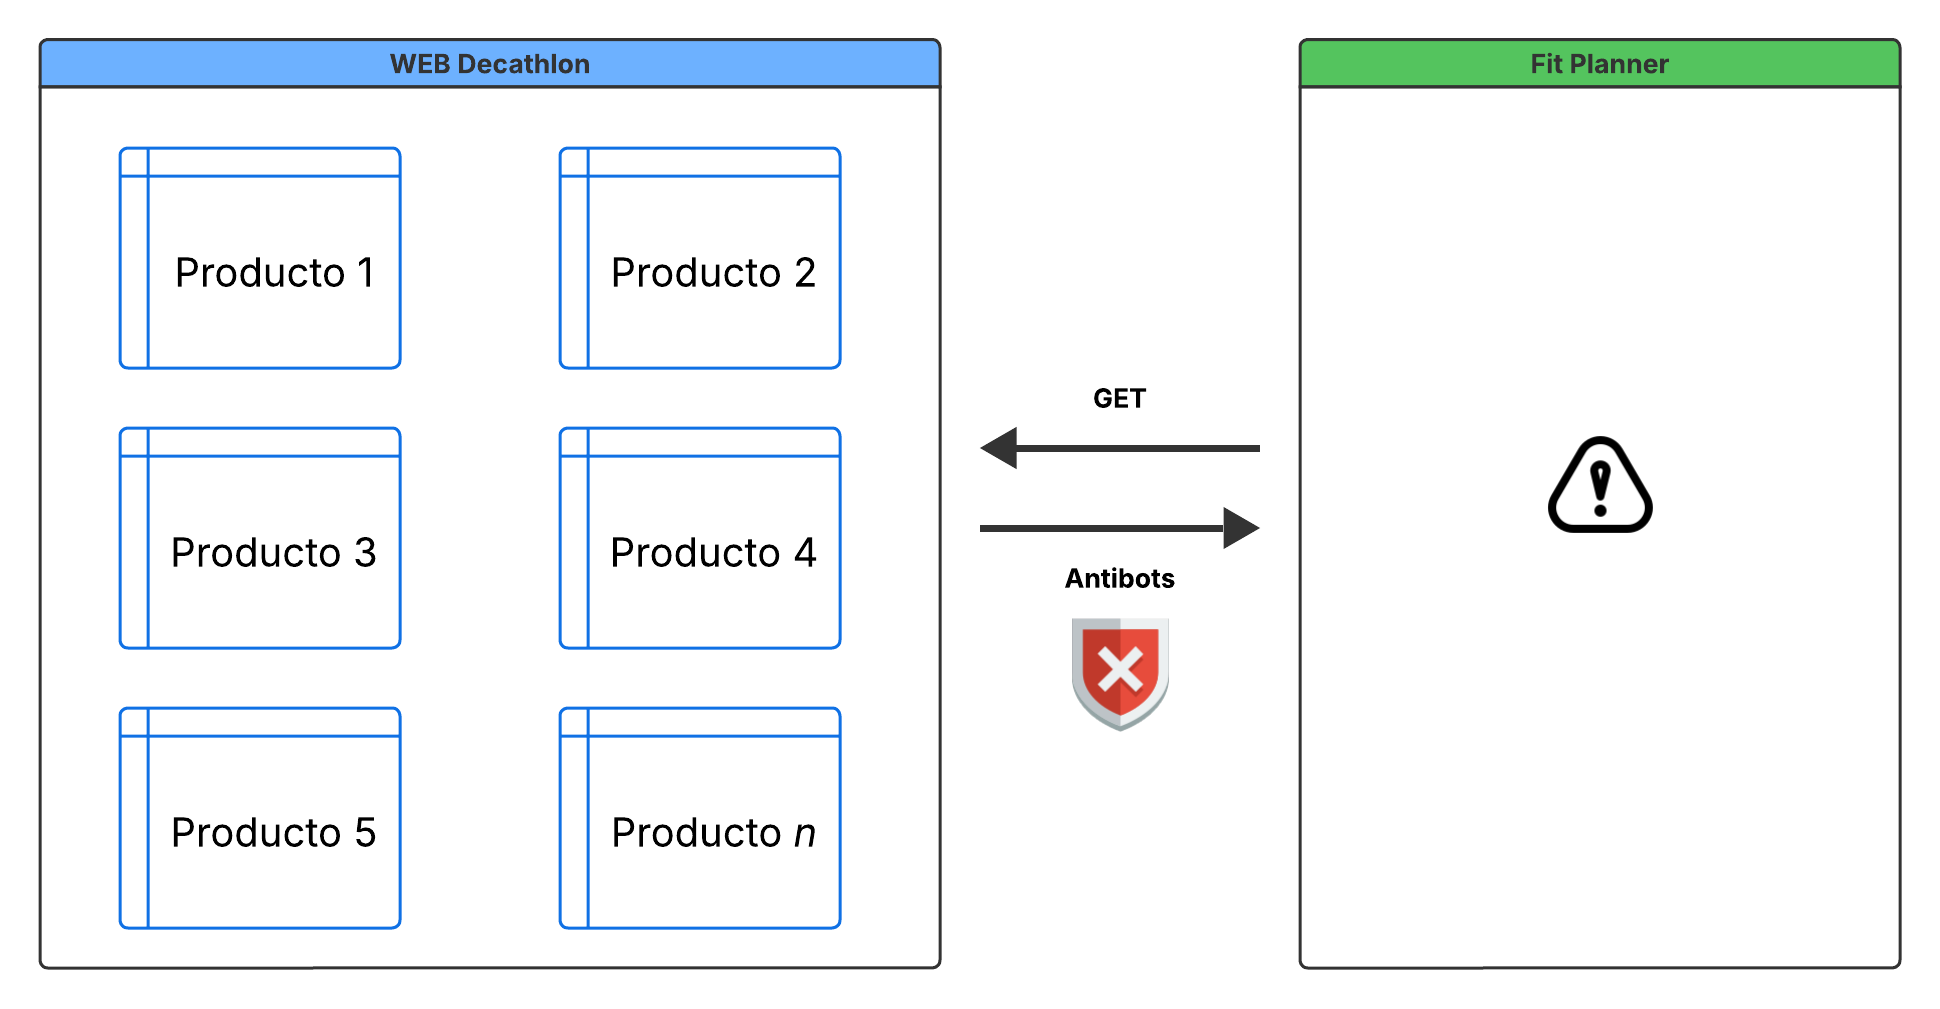 WEB Decathlon
Fit Planner
Producto 1
Producto 2
GET
Producto 3
Producto 4
Antibots
Producto 5
Producto n